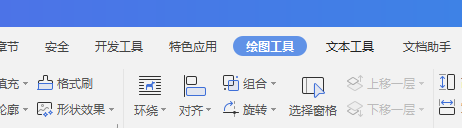 章节 安全 开发工具 特色应用 绘图工具 文本工具 文档助手
填充 格式刷 组合 上移一层
轮廓 形状效果 环绕 对齐 旋转 选择窗格 下移一层